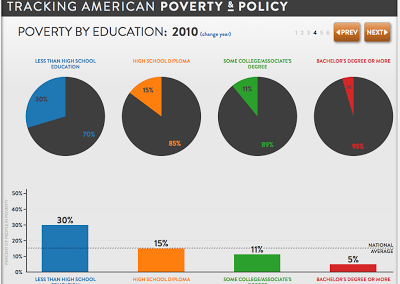 TRACKING AMERICAN POVERTY & POLICY
POVERTY BY EDUCATION: 2010 (change year)
1 2 3 4 5 6
◀PREV
NEXT▶
LESS THAN HIGH SCHOOL
EDUCATION
HIGH SCHOOL DIPLOMA
SOME COLLEGE/ASSOCIATE'S
DEGREE
BACHELOR'S DEGREE OR MORE
30%
70%
15%
85%
11%
89%
95%
50%
40%
30%
20%
10%
0%
30%
15%
11%
5%
NATIONAL
AVERAGE
LESS THAN HIGH SCHOOL
HIGH SCHOOL DIPLOMA
SOME COLLEGE/ASSOCIATE'S
BACHELOR'S DEGREE OR MORE